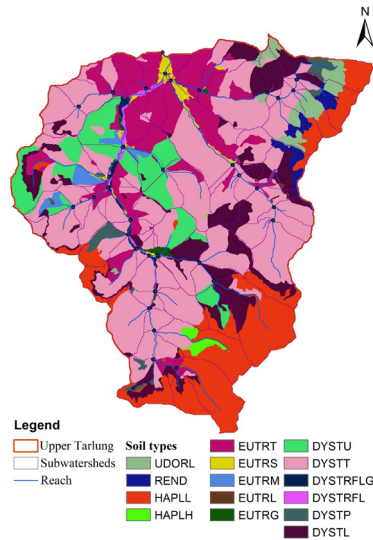 N
Legend
Upper Tarlung
Subwatersheds
Reach
Soil types
UDORL
REND
HAPLL
HAPLH
EUTRT
EUTRS
EUTRM
EUTRL
EUTRG
DYSTU
DYSTT
DYSTRFLG
DYSTRFL
DYSTP
DYSTL